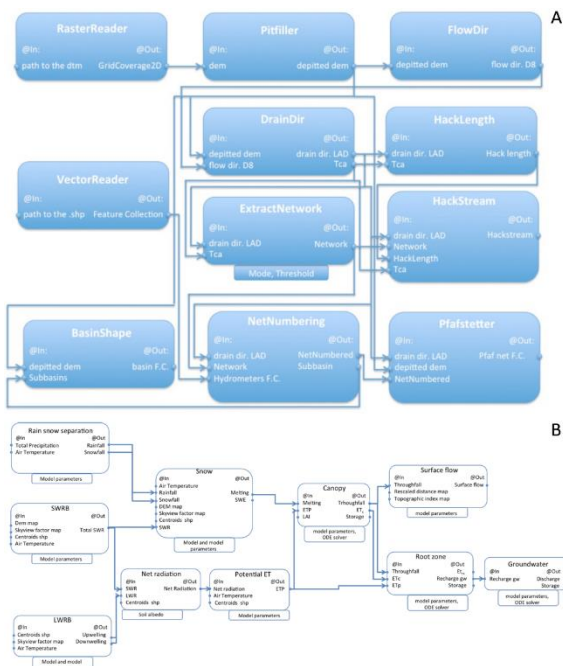 A
RasterReader
@In: @Out:
path to the dtm GridCoverage2D
Pitfiller
@In: @Out:
dem depitted dem
FlowDir
@In: @Out:
depitted dem flow dir. D8
DrainDir
@In: @Out:
depitted dem drain dir. LAD
flow dir. D8 Tca
HackLength
@In: @Out:
drain dir. LAD Hack length
Tca
VectorReader
@In: @Out:
path to the .shp Feature Collection
ExtractNetwork
@In: @Out:
drain dir. LAD Network
Tca
Mode, Threshold
HackStream
@In: @Out:
drain dir. LAD Hackstream
Network
HackLength
Tca
BasinShape
@In: @Out:
depitted dem basin F.C.
Subbasins
NetNumbering
@In: @Out:
drain dir. LAD NetNumbered
Network Subbasin
Hydrometers F.C.
Pfafstetter
@In: @Out:
drain dir. LAD Pfaf net F.C.
depitted dem
NetNumbered
B
Rain snow separation
@In @Out
Total Precipitation Rainfall
Air Temperature Snowfall
Model parameters
Snow
@In @Out
Air Temperature
Rainfall Melting
Snowfall SWE
DEM map
Skyview factor map
Centroids shp
SWR
Model and model
parameters
Canopy
@In @Out
Melting Trhoughfall
ETP
LAI Storage
model parameters,
ODE solver
Surface flow
@In @Out
Throughfall Surface flow
Rescaled distance map
Topographic index map
model parameters
SWRB
@In @Out
Dem map
Skyview factor map Total SWR
Centroids shp
Air Temperature
Model parameters
Net radiation
@In @Out
SWR Net Radiation
LWR
Centroids shp
Soil albedo
Potential ET
@In @Out
Net radiation ETP
Air Temperature
Centroids shp
Model parameters
Root zone
@In @Out
Throughfall
ETc Recharge gw
ETp Storage
model parameters,
ODE solver
Groundwater
@In @Out
Recharge gw Discharge
Storage
model parameters,
ODE solver
LWRB
@In @Out
Centroids shp Upwelling
Skyview factor map Downwelling
Air Temperature
Model and model